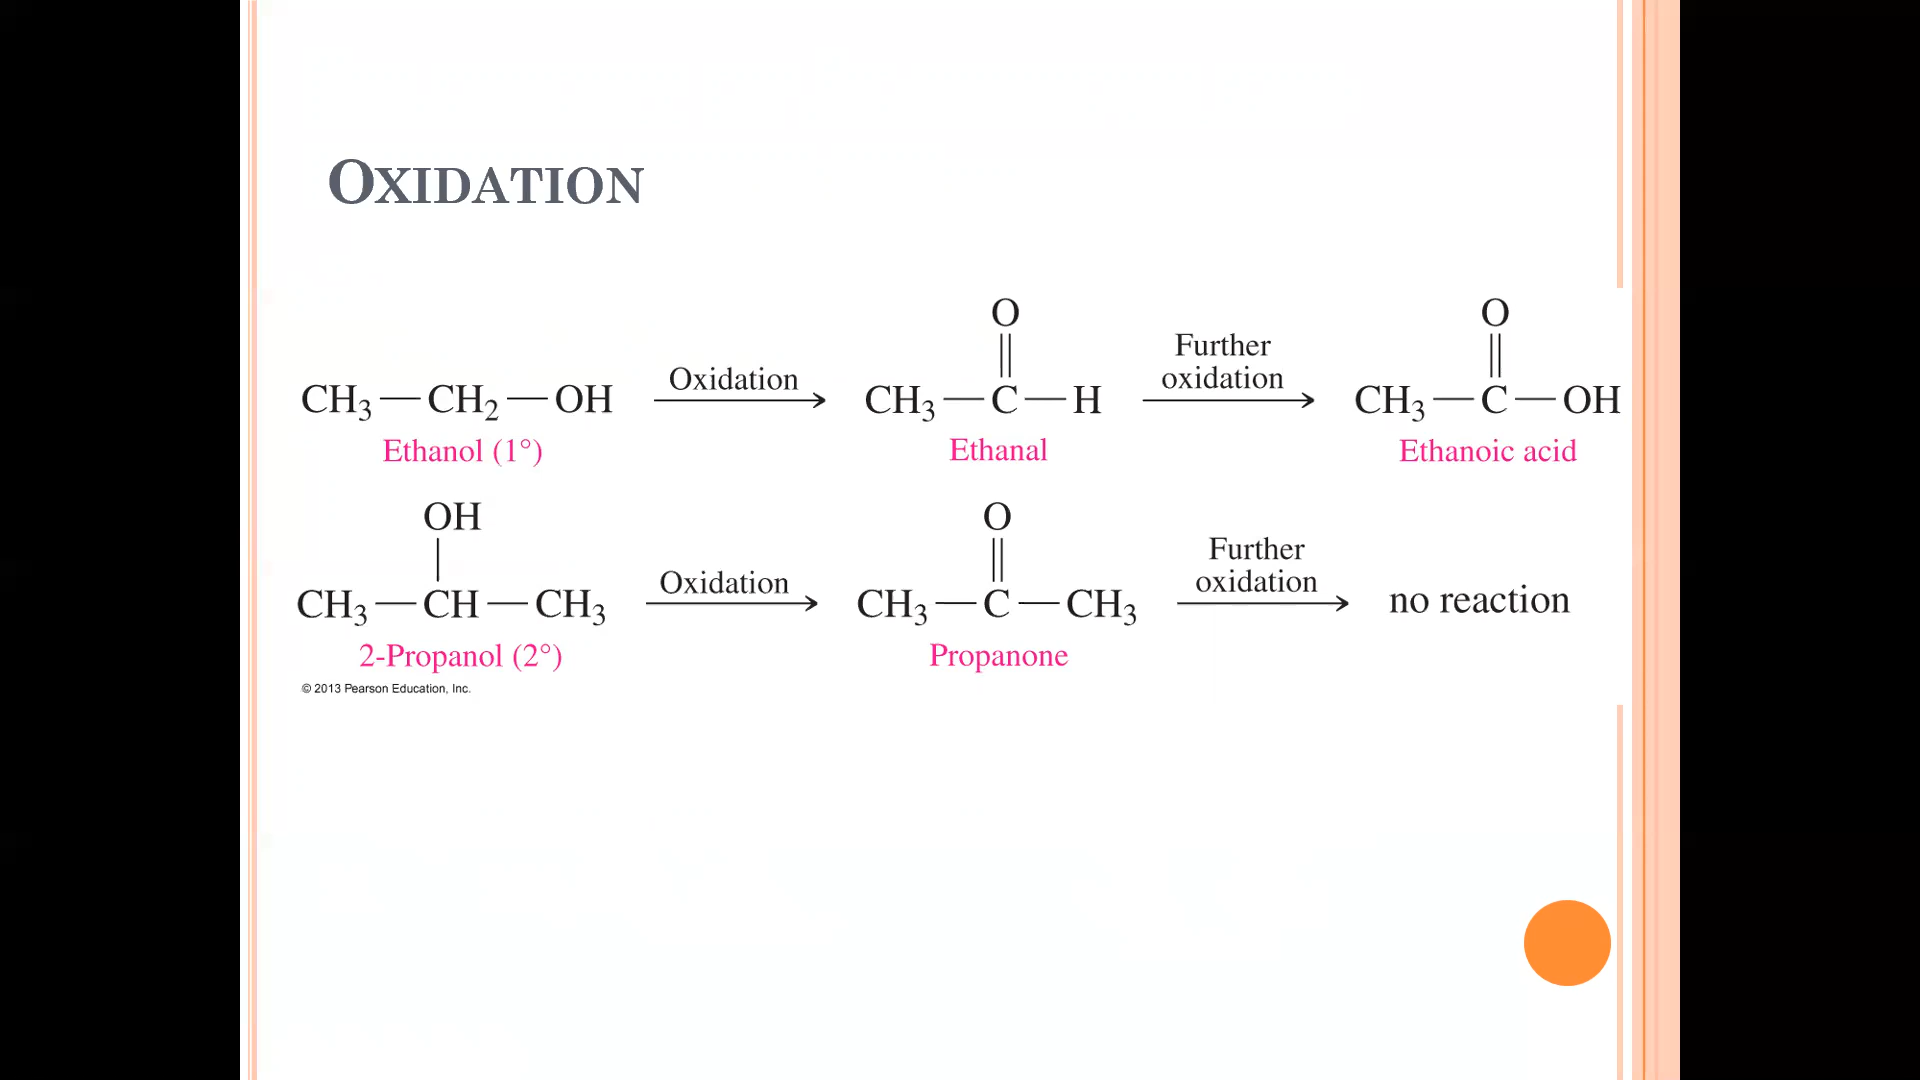 OXIDATION
O O
Further
Oxidation oxidation
CH₃—CH₂—OH CH₃—C—H CH₃—C—OH
Ethanol (1°) Ethanal Ethanoic acid
OH O
Further
Oxidation oxidation
CH₃—CH—CH₃ CH₃—C—CH₃ no reaction
2-Propanol (2°) Propanone
© 2013 Pearson Education, Inc.